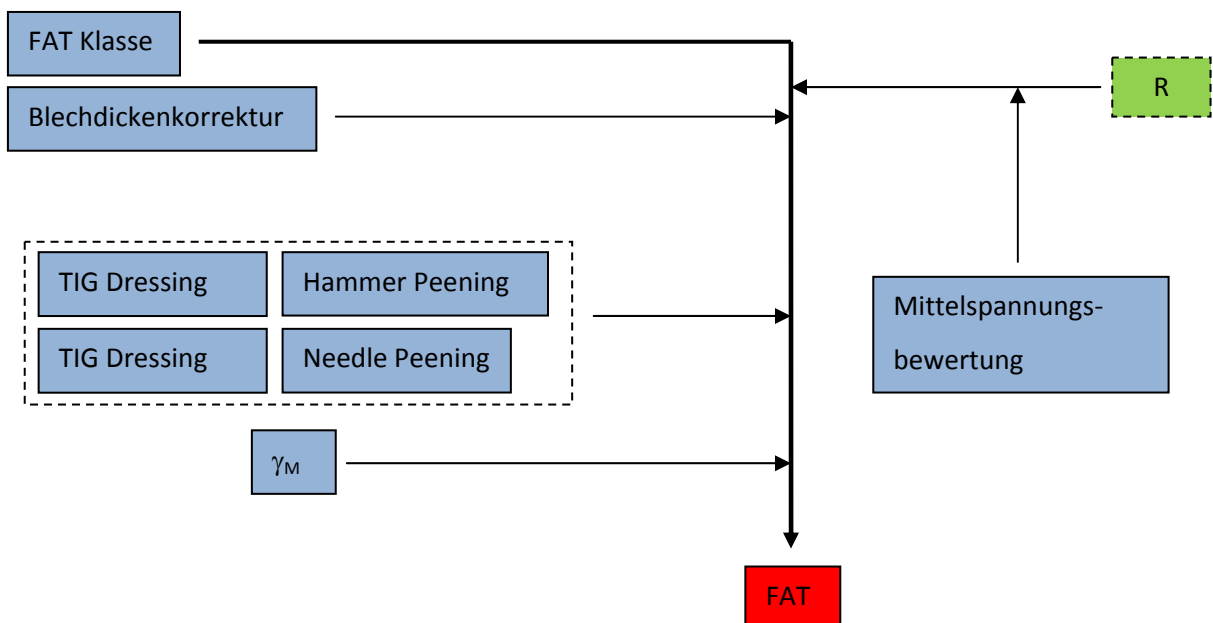 FAT Klasse
R
Blechdickenkorrektur
TIG Dressing
Hammer Peening
Mittelspannungs-
bewertung
TIG Dressing
Needle Peening
γM
FAT